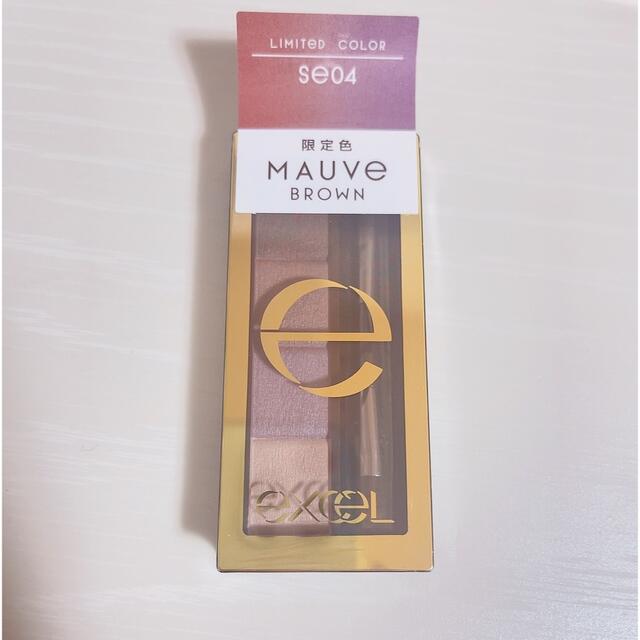 LIMITED COLOR
SE04
限定色
MAUVE
BROWN
e
EXCEL